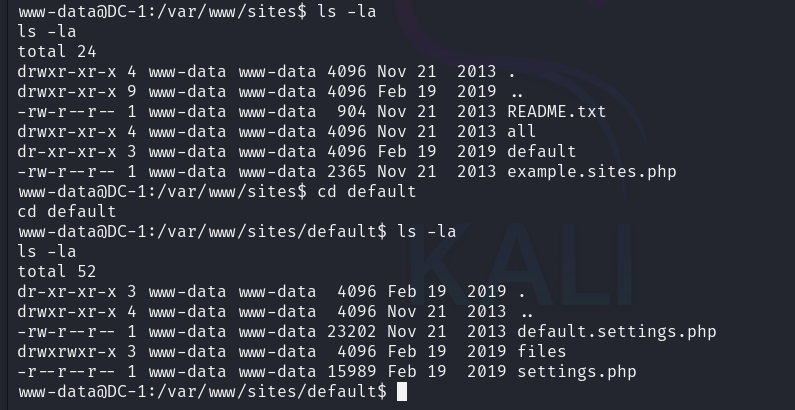 www-data@DC-1:/var/www/sites$ ls -la
ls -la
total 24
drwxr-xr-x 4 www-data www-data 4096 Nov 21  2013 .
drwxr-xr-x 9 www-data www-data 4096 Feb 19  2019 ..
-rw-r--r-- 1 www-data www-data  904 Nov 21  2013 README.txt
drwxr-xr-x 4 www-data www-data 4096 Nov 21  2013 all
dr-xr-xr-x 3 www-data www-data 4096 Feb 19  2019 default
-rw-r--r-- 1 www-data www-data 2365 Nov 21  2013 example.sites.php
www-data@DC-1:/var/www/sites$ cd default
cd default
www-data@DC-1:/var/www/sites/default$ ls -la
ls -la
total 52
dr-xr-xr-x 3 www-data www-data  4096 Feb 19  2019 .
drwxr-xr-x 4 www-data www-data  4096 Nov 21  2013 ..
-rw-r--r-- 1 www-data www-data 23202 Nov 21  2013 default.settings.php
drwxrwxr-x 3 www-data www-data  4096 Feb 19  2019 files
-r--r--r-- 1 www-data www-data 15989 Feb 19  2019 settings.php
www-data@DC-1:/var/www/sites/default$
KALI